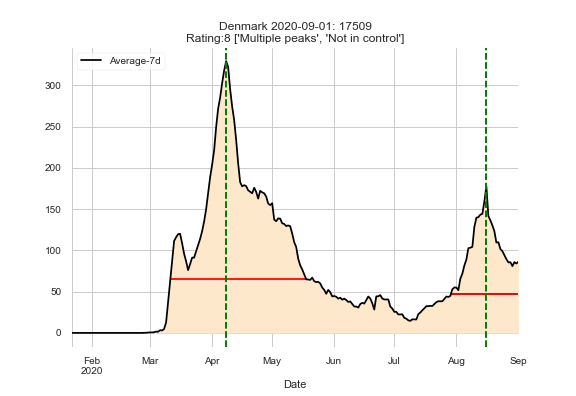 Denmark 2020-09-01: 17509
Rating:8 ['Multiple peaks', 'Not in control']
Average-7d
300
250
200
150
100
50
0
Feb Mar Apr May Jun Jul Aug Sep
2020
Date